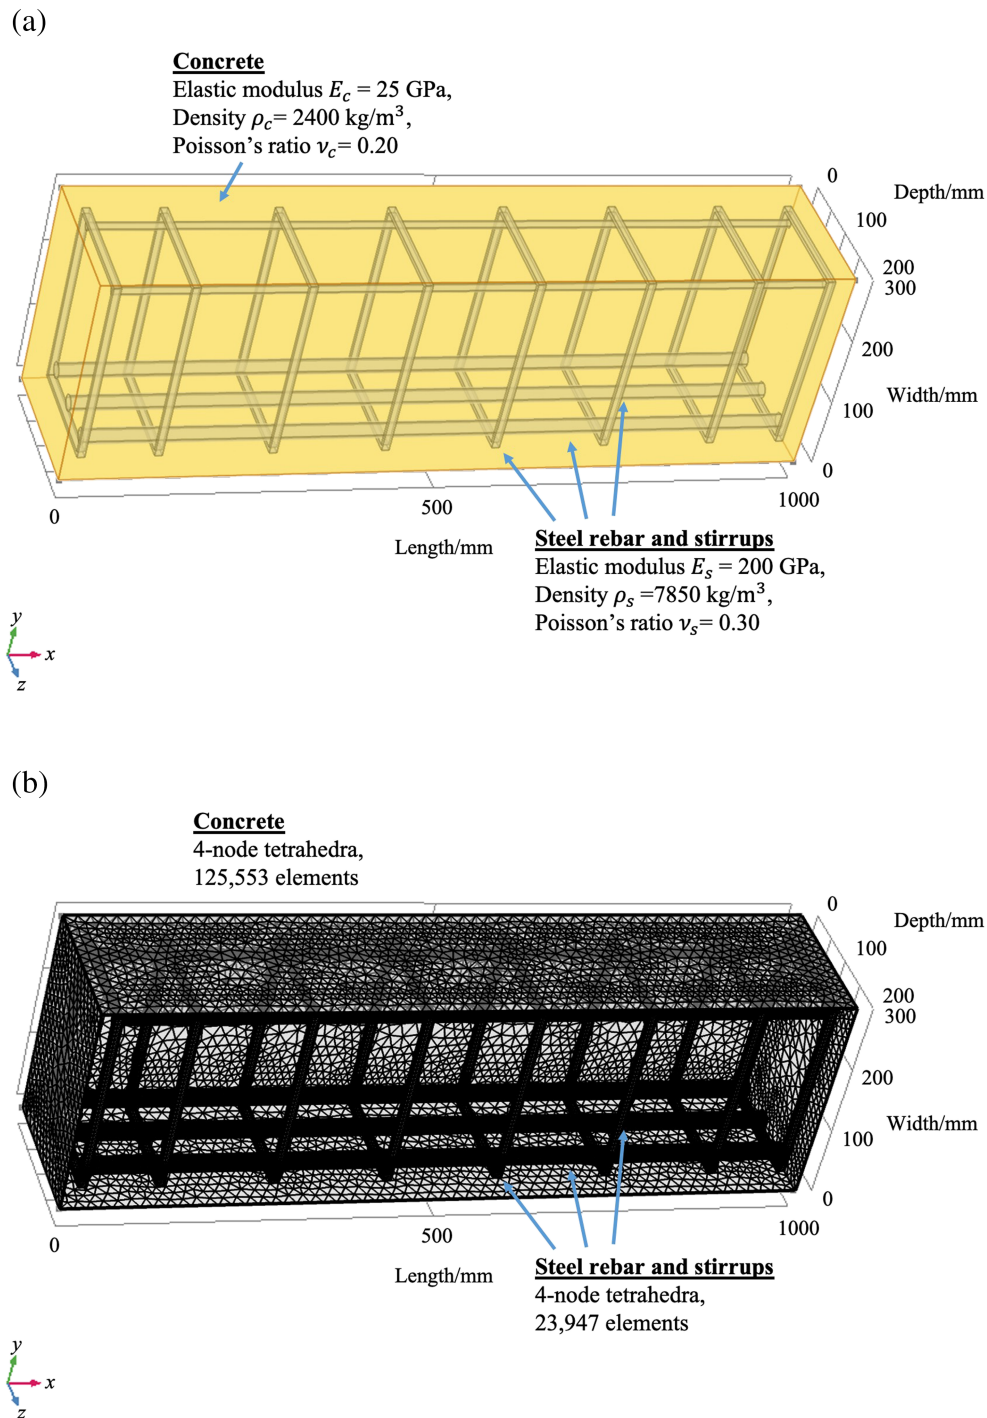 (a)
Concrete
Elastic modulus E_c = 25 GPa,
Density ρ_c= 2400 kg/m³,
Poisson's ratio ν_c= 0.20
0
Depth/mm
100
200
300
200
Width/mm
100
0
0
500
1000
Length/mm
Steel rebar and stirrups
Elastic modulus E_s = 200 GPa,
Density ρ_s =7850 kg/m³,
Poisson's ratio ν_s= 0.30
y
x
z
(b)
Concrete
4-node tetrahedra,
125,553 elements
0
Depth/mm
100
200
300
200
Width/mm
100
0
0
500
1000
Length/mm
Steel rebar and stirrups
4-node tetrahedra,
23,947 elements
y
x
z